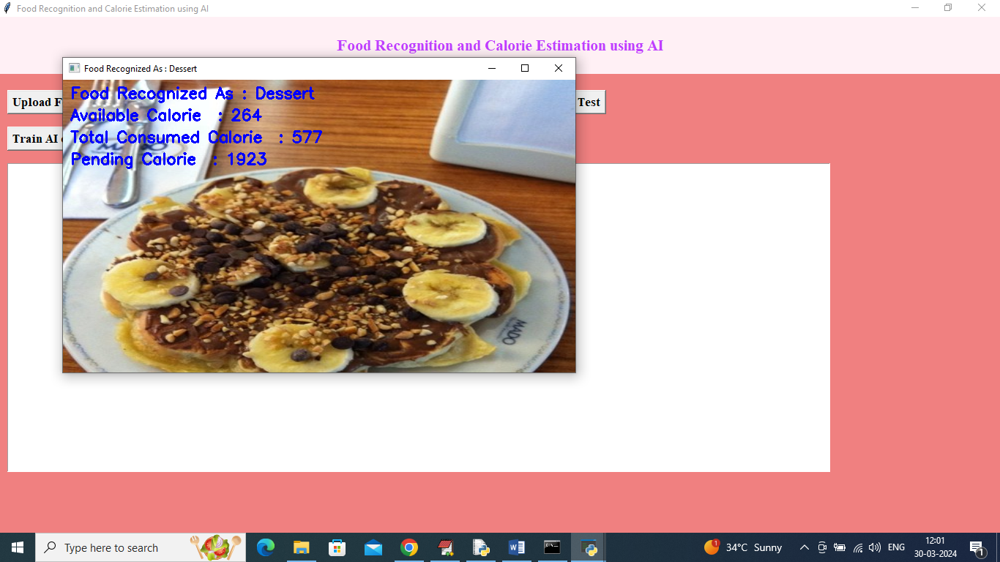 Food Recognition and Calorie Estimation using AI
Food Recognition and Calorie Estimation using AI
Food Recognized As : Dessert
Upload F
Test
Train AI
Food Recognized As : Dessert
Available Calorie : 264
Total Consumed Calorie : 577
Pending Calorie : 1923
MADO
MADO
Type here to search
34°C Sunny
ENG
12:01
30-03-2024
1
1